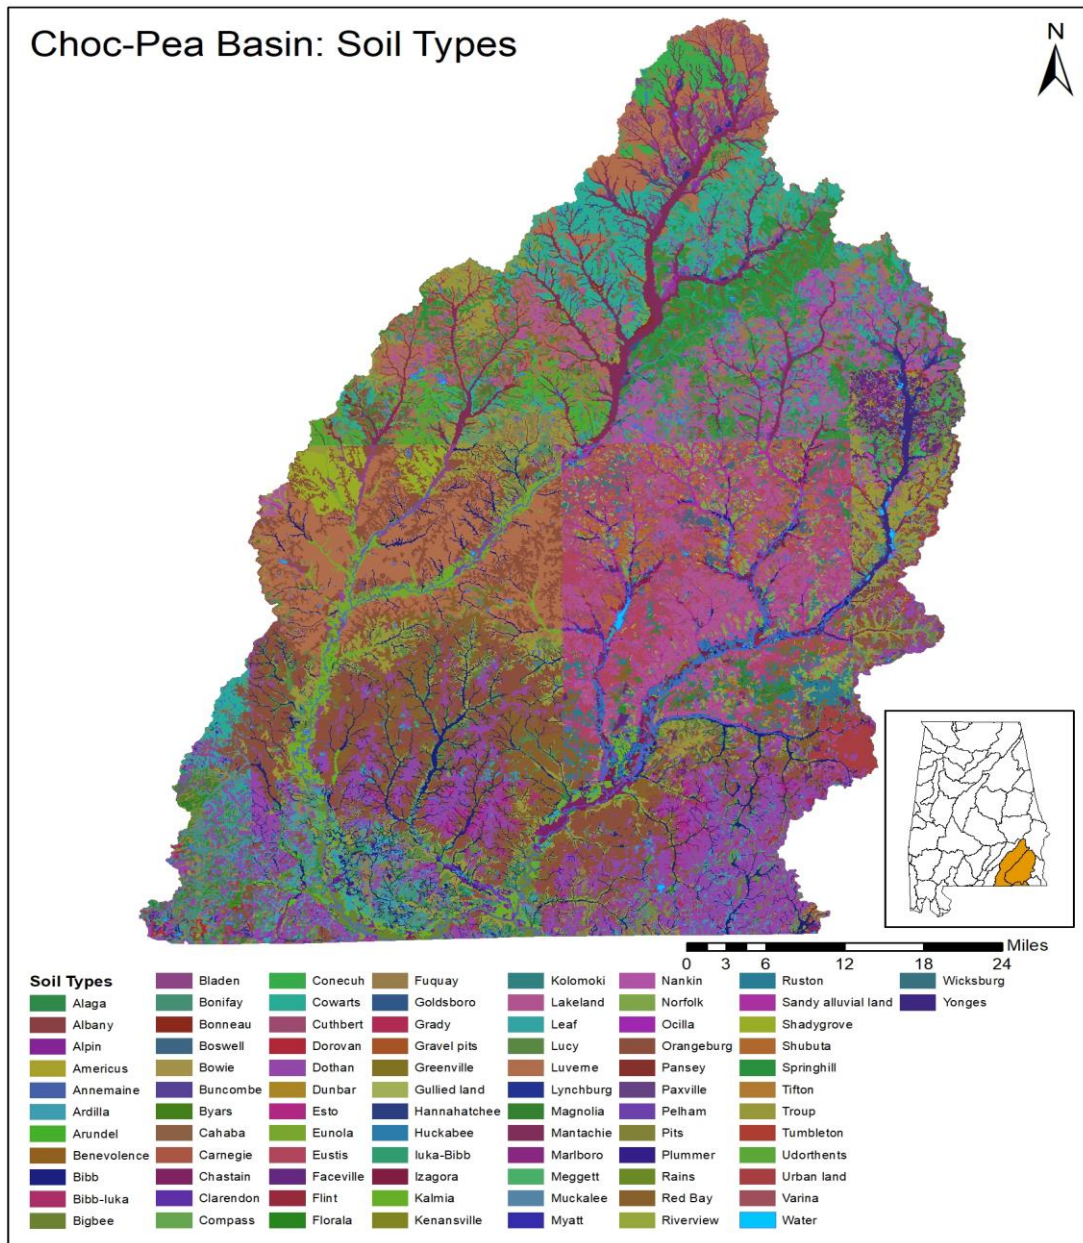 Choc-Pea Basin: Soil Types
N
Miles
0 3 6 12 18 24
Soil Types
Alaga
Albany
Alpin
Americus
Annemaine
Ardilla
Arundel
Benevolence
Bibb
Bibb-Iuka
Bigbee
Bladen
Bonifay
Bonneau
Boswell
Bowie
Buncombe
Byars
Cahaba
Carnegie
Chastain
Clarendon
Compass
Conecuh
Cowarts
Cuthbert
Dorovan
Dothan
Dunbar
Esto
Eunola
Eustis
Faceville
Flint
Florala
Fuquay
Goldsboro
Grady
Gravel pits
Greenville
Gullied land
Hannahatchee
Huckabee
Iuka-Bibb
Izagora
Kalmia
Kenansville
Kolomoki
Lakeland
Leaf
Lucy
Luverne
Lynchburg
Magnolia
Mantachie
Marlboro
Meggett
Muckalee
Myatt
Nankin
Norfolk
Ocilla
Orangeburg
Pansey
Paxville
Pelham
Pits
Plummer
Rains
Red Bay
Riverview
Ruston
Sandy alluvial land
Shadygrove
Shubuta
Springhill
Tifton
Troup
Tumbleton
Udorthents
Urban land
Varina
Water
Wicksburg
Yonges